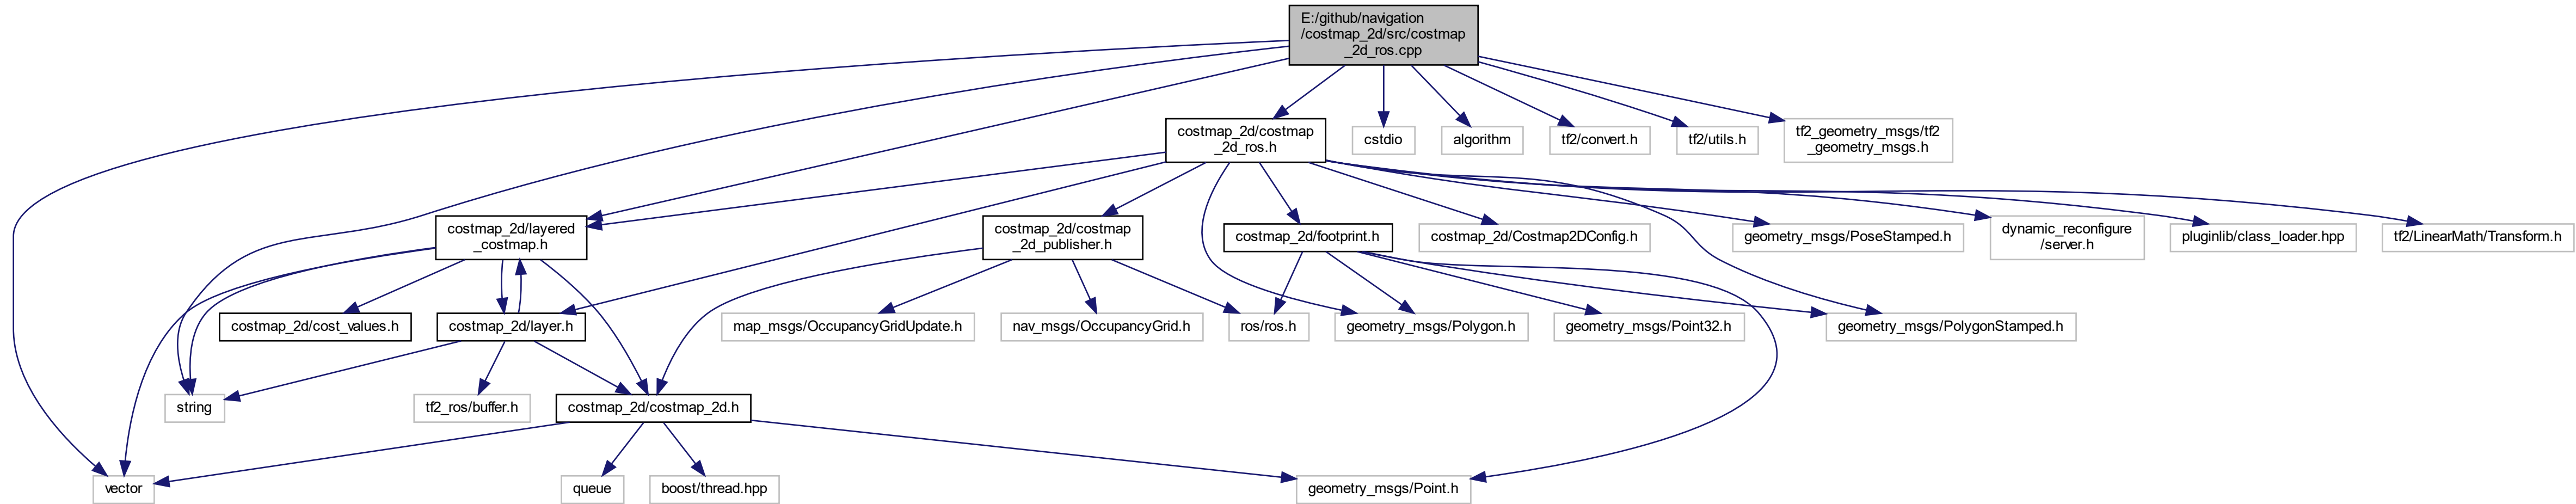 E:/github/navigation
/costmap_2d/src/costmap
_2d_ros.cpp
costmap_2d/costmap
_2d_ros.h
cstdio
algorithm
tf2/convert.h
tf2/utils.h
tf2_geometry_msgs/tf2
_geometry_msgs.h
costmap_2d/layered
_costmap.h
costmap_2d/costmap
_2d_publisher.h
costmap_2d/footprint.h
costmap_2d/Costmap2DConfig.h
geometry_msgs/PoseStamped.h
dynamic_reconfigure
/server.h
pluginlib/class_loader.hpp
tf2/LinearMath/Transform.h
costmap_2d/cost_values.h
costmap_2d/layer.h
map_msgs/OccupancyGridUpdate.h
nav_msgs/OccupancyGrid.h
ros/ros.h
geometry_msgs/Polygon.h
geometry_msgs/Point32.h
geometry_msgs/PolygonStamped.h
string
tf2_ros/buffer.h
costmap_2d/costmap_2d.h
vector
queue
boost/thread.hpp
geometry_msgs/Point.h